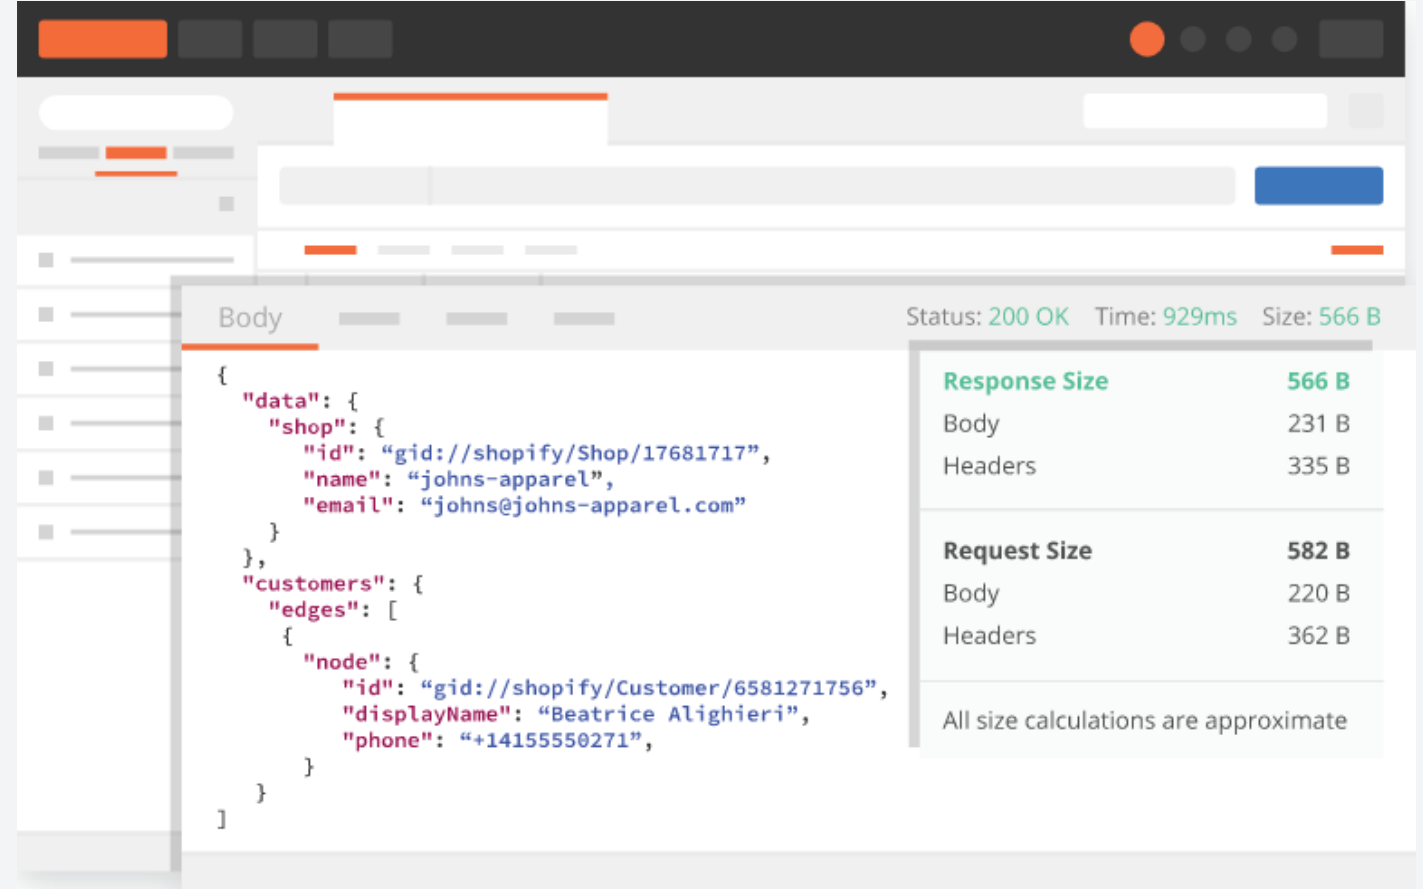 Body
Status: 200 OK Time: 929ms Size: 566 B
{
"data": {
"shop": {
"id": “gid://shopify/Shop/17681717”,
"name": “johns-apparel”,
"email": “johns@johns-apparel.com”
}
},
"customers": {
"edges": [
{
"node": {
"id": “gid://shopify/Customer/6581271756”,
"displayName": “Beatrice Alighieri”,
"phone": “+14155550271”,
}
}
]
Response Size 566 B
Body 231 B
Headers 335 B
Request Size 582 B
Body 220 B
Headers 362 B
All size calculations are approximate